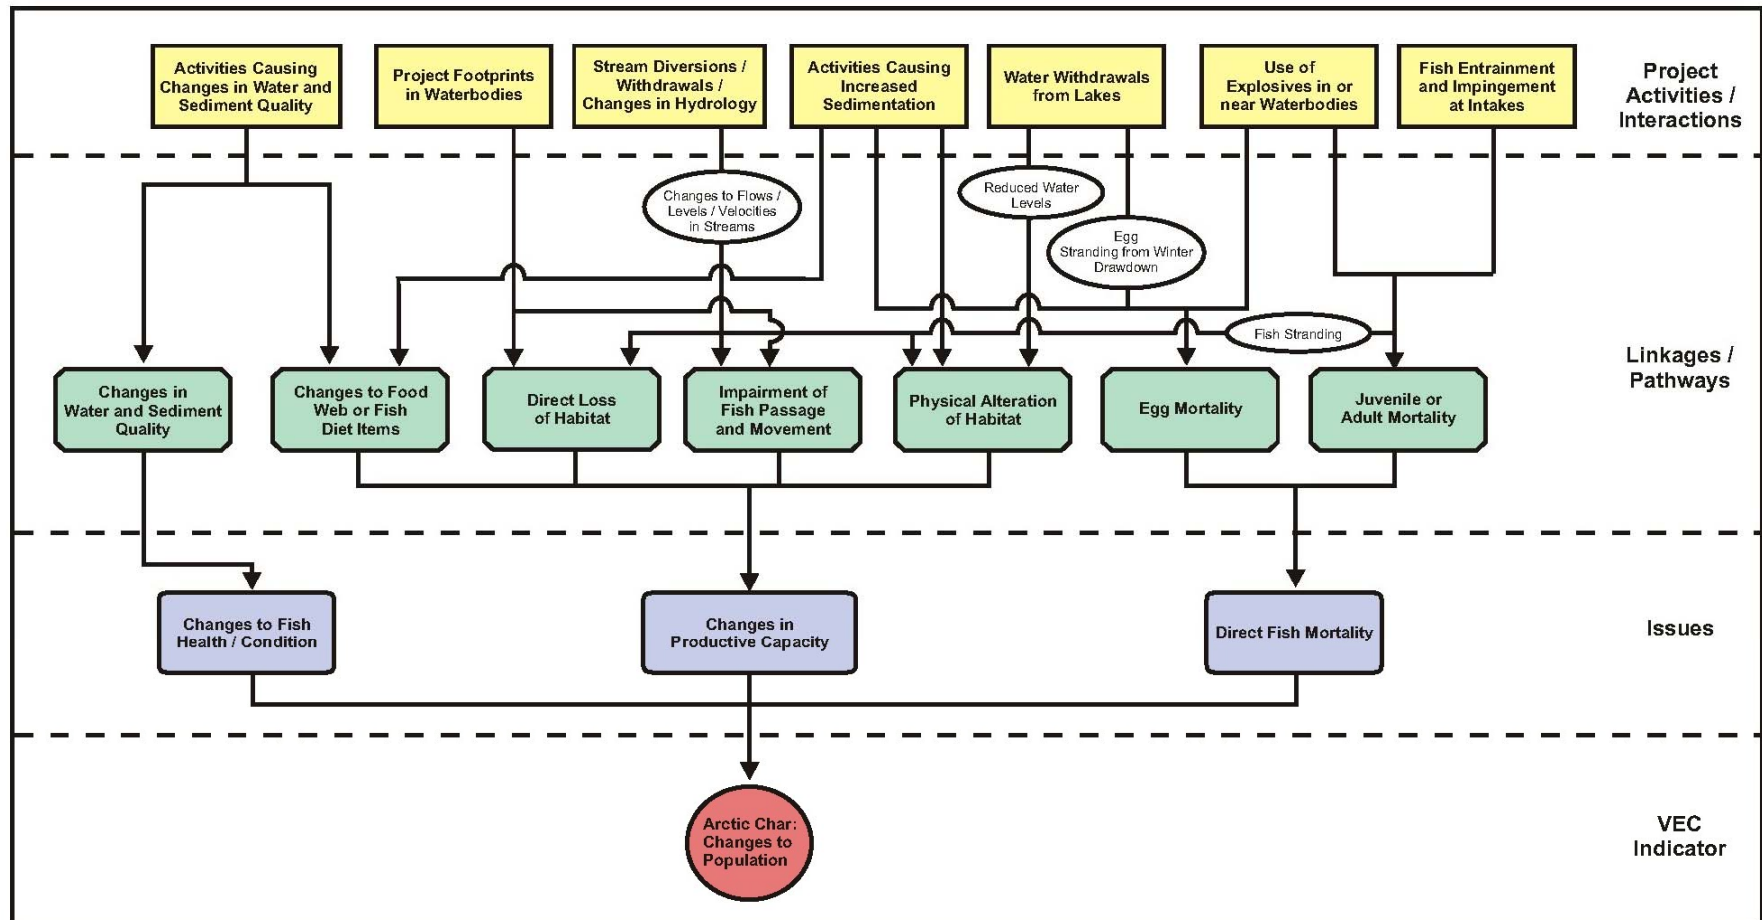 Activities Causing
Changes in Water and
Sediment Quality
Project Footprints
in Waterbodies
Stream Diversions /
Withdrawals /
Changes in Hydrology
Activities Causing
Increased
Sedimentation
Water Withdrawals
from Lakes
Use of
Explosives in or
near Waterbodies
Fish Entrainment
and Impingement
at Intakes
Project
Activities /
Interactions
Changes to Flows /
Levels / Velocities
in Streams
Reduced Water
Levels
Egg
Stranding from Winter
Drawdown
Fish Stranding
Linkages /
Pathways
Changes in
Water and Sediment
Quality
Changes to Food
Web or Fish
Diet Items
Direct Loss
of Habitat
Impairment of
Fish Passage
and Movement
Physical Alteration
of Habitat
Egg Mortality
Juvenile or
Adult Mortality
Changes to Fish
Health / Condition
Changes in
Productive Capacity
Direct Fish Mortality
Issues
Arctic Char:
Changes to
Population
VEC
Indicator